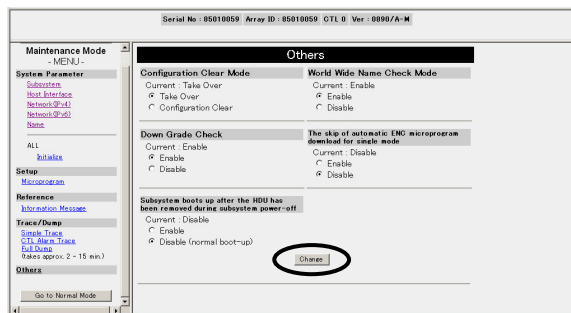 Serial No : 85010059 Array ID : 85010059 CTL 0 Ver : 0890/A-M
Maintenance Mode
- MENU -
System Parameter
Subsystem
Host Interface
Network(IPv4)
Network(IPv6)
Name
ALL
Initialize
Setup
Microprogram
Reference
Information Message
Trace/Dump
Simple Trace
CTL Alarm Trace
Full Dump
(takes approx. 2 - 15 min.)
Others
Go to Normal Mode
Others
Configuration Clear Mode
Current : Take Over
Take Over
Configuration Clear
World Wide Name Check Mode
Current : Enable
Enable
Disable
Down Grade Check
Current : Enable
Enable
Disable
The skip of automatic ENC microprogram
download for single mode
Current : Disable
Enable
Disable
Subsystem boots up after the HDU has
been removed during subsystem power-off
Current : Disable
Enable
Disable (normal boot-up)
Change